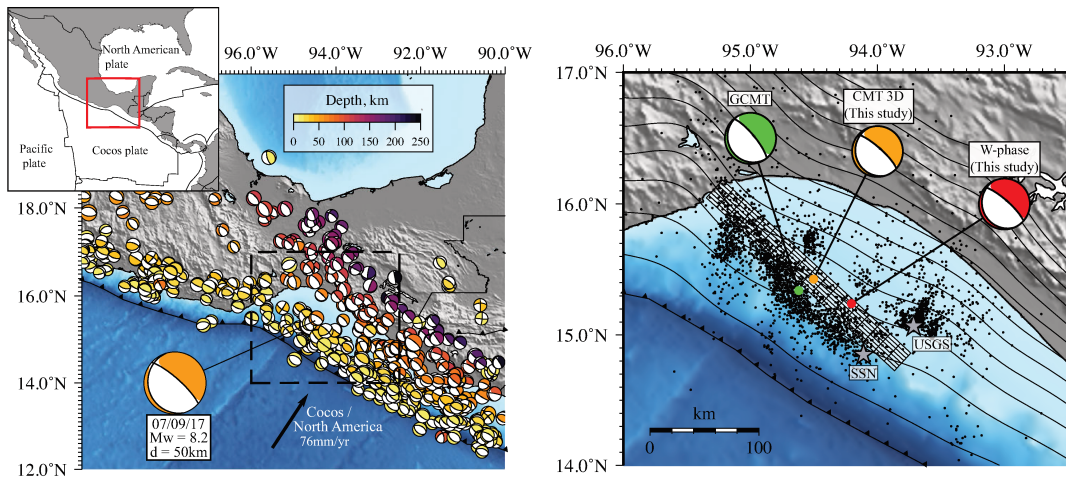 North American
plate
Pacific
plate
Cocos plate
96.0˚W
94.0˚W
92.0˚W
90.0˚W
Depth, km
0 50 100 150 200 250
18.0˚N
16.0˚N
14.0˚N
12.0˚N
07/09/17
Mw = 8.2
d = 50km
Cocos /
North America
76mm/yr
96.0˚W
95.0˚W
94.0˚W
93.0˚W
17.0˚N
16.0˚N
15.0˚N
14.0˚N
GCMT
CMT 3D
(This study)
W-phase
(This study)
USGS
SSN
km
0 100